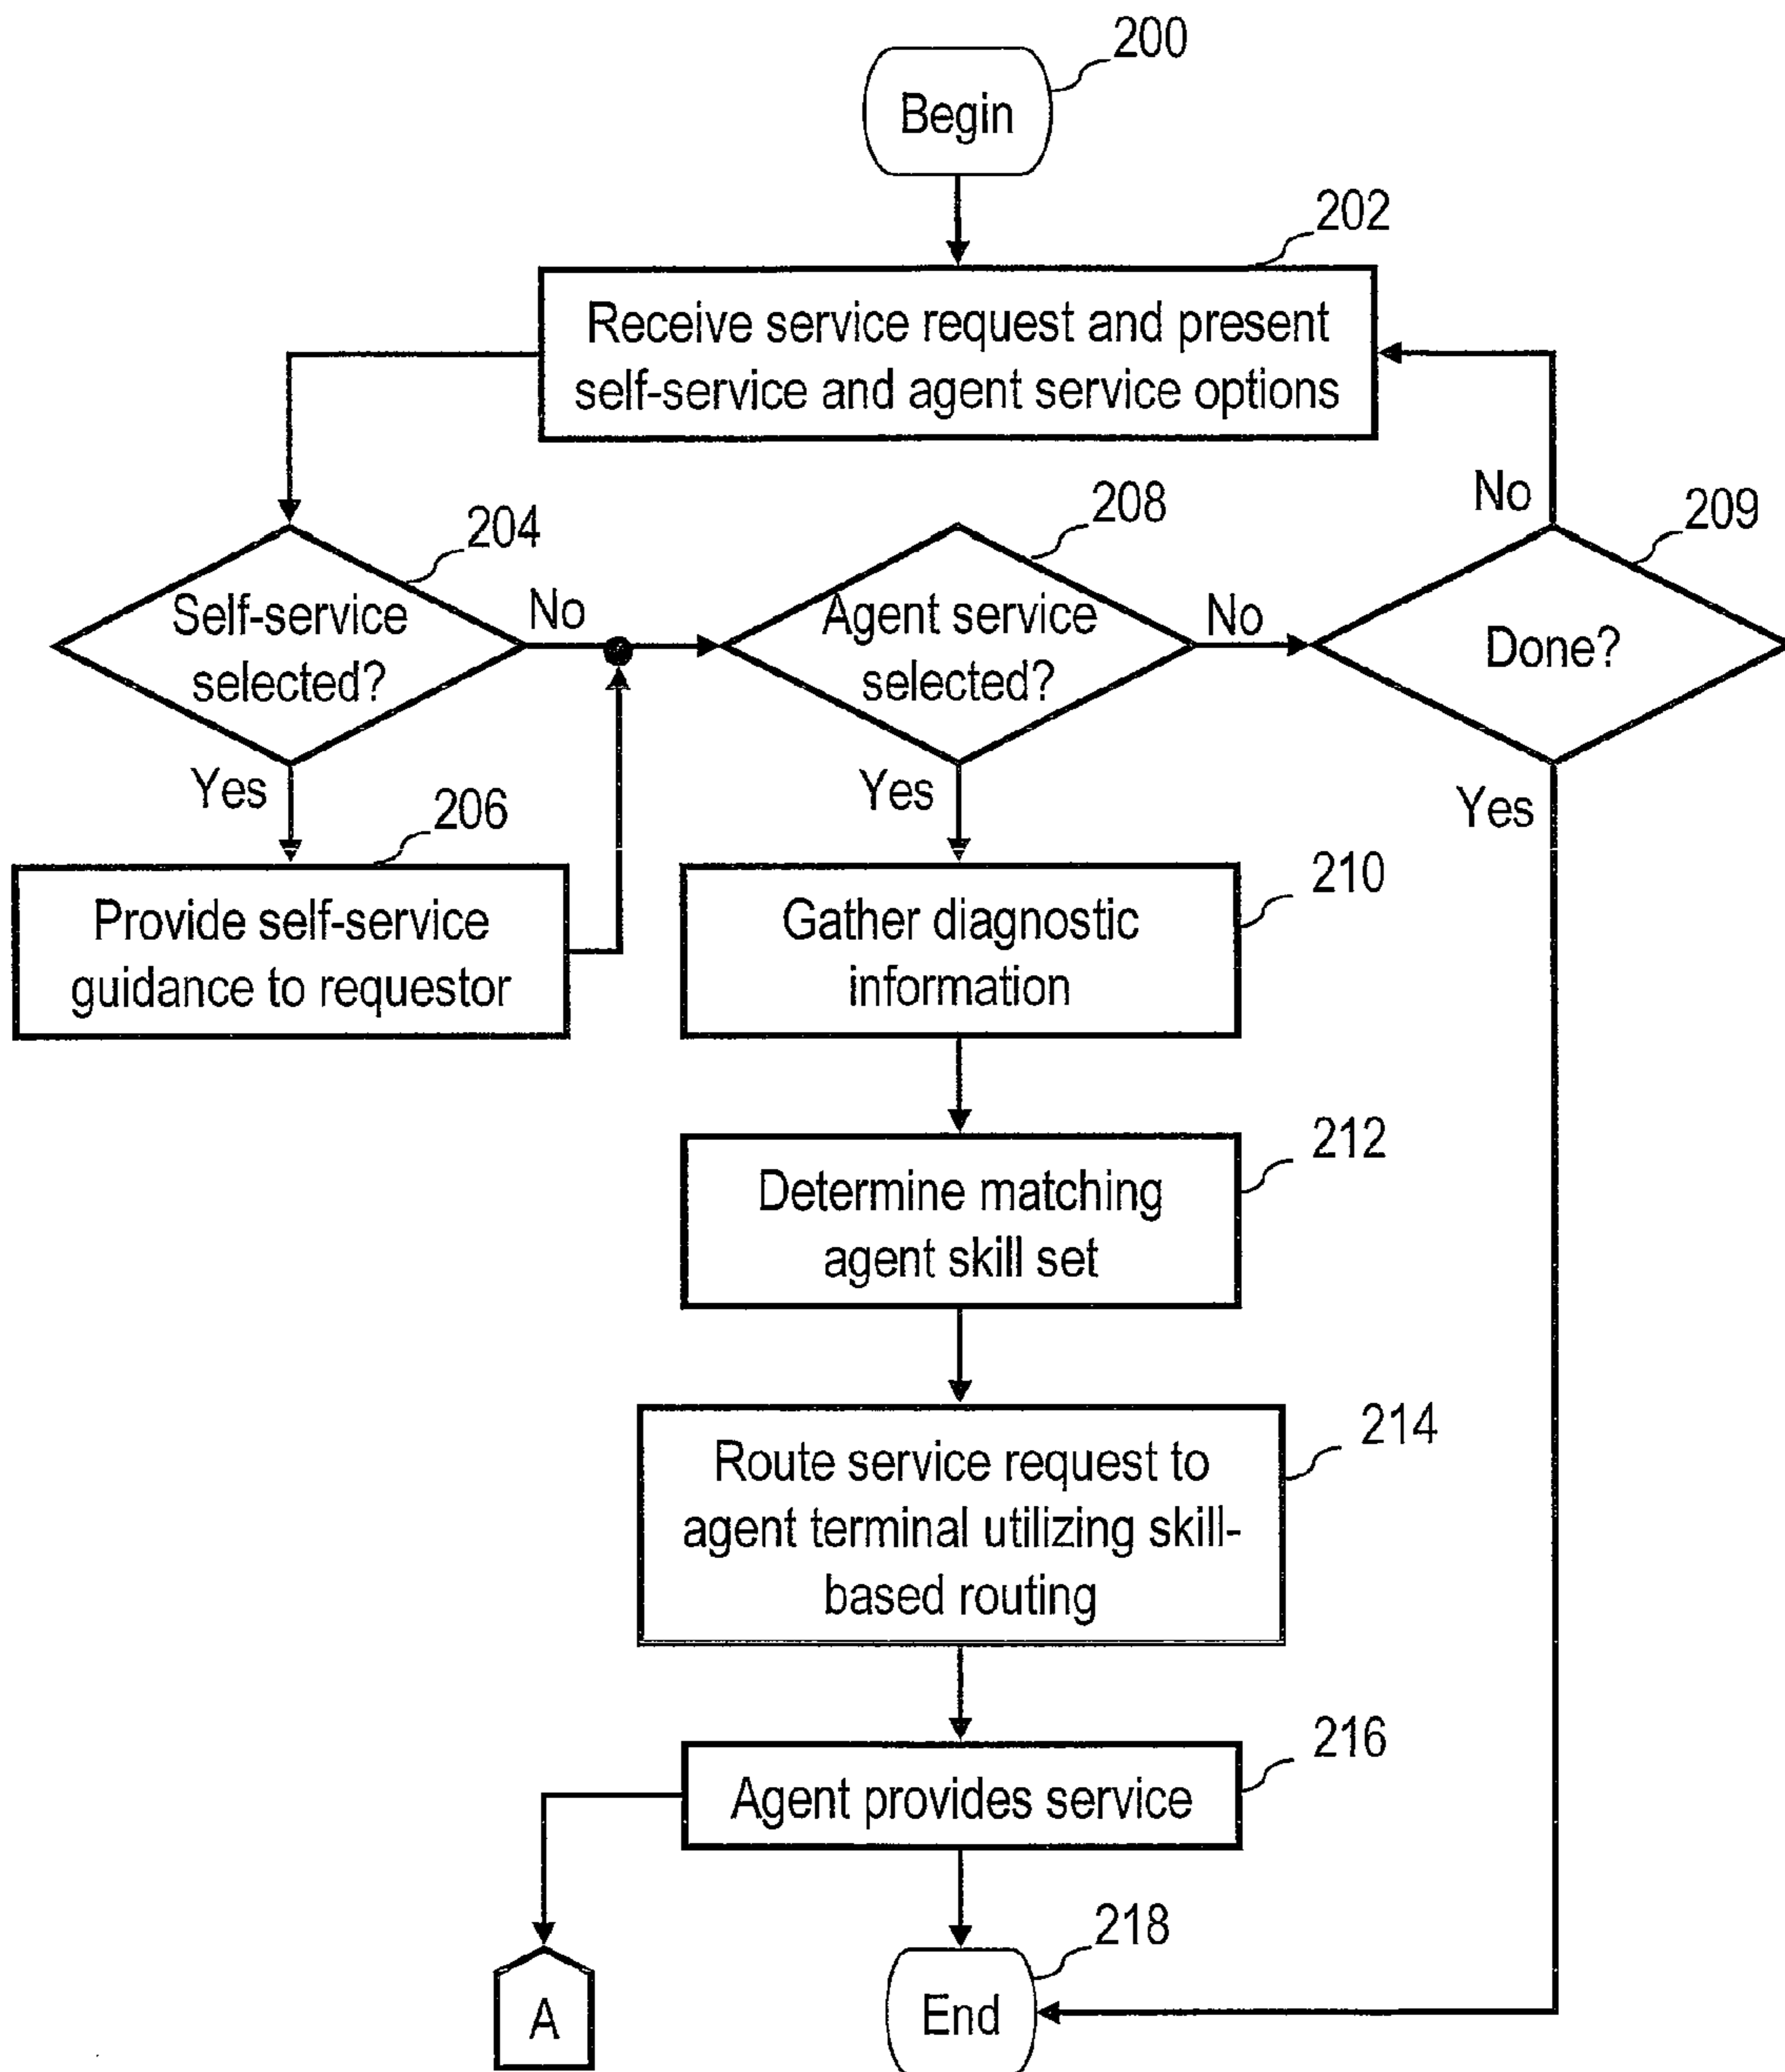 200
Begin
202
Receive service request and present
self-service and agent service options
No
209
208
204
Self-service
selected?
No
Agent service
selected?
No
Done?
Yes
Yes
Yes
206
Provide self-service
guidance to requestor
210
Gather diagnostic
information
212
Determine matching
agent skill set
214
Route service request to
agent terminal utilizing skill-
based routing
216
Agent provides service
218
A
End